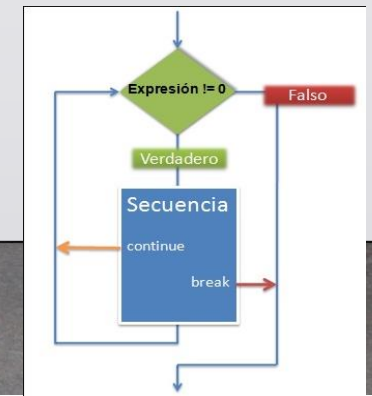 Expresión != 0
Falso
Verdadero
Secuencia
continue
break